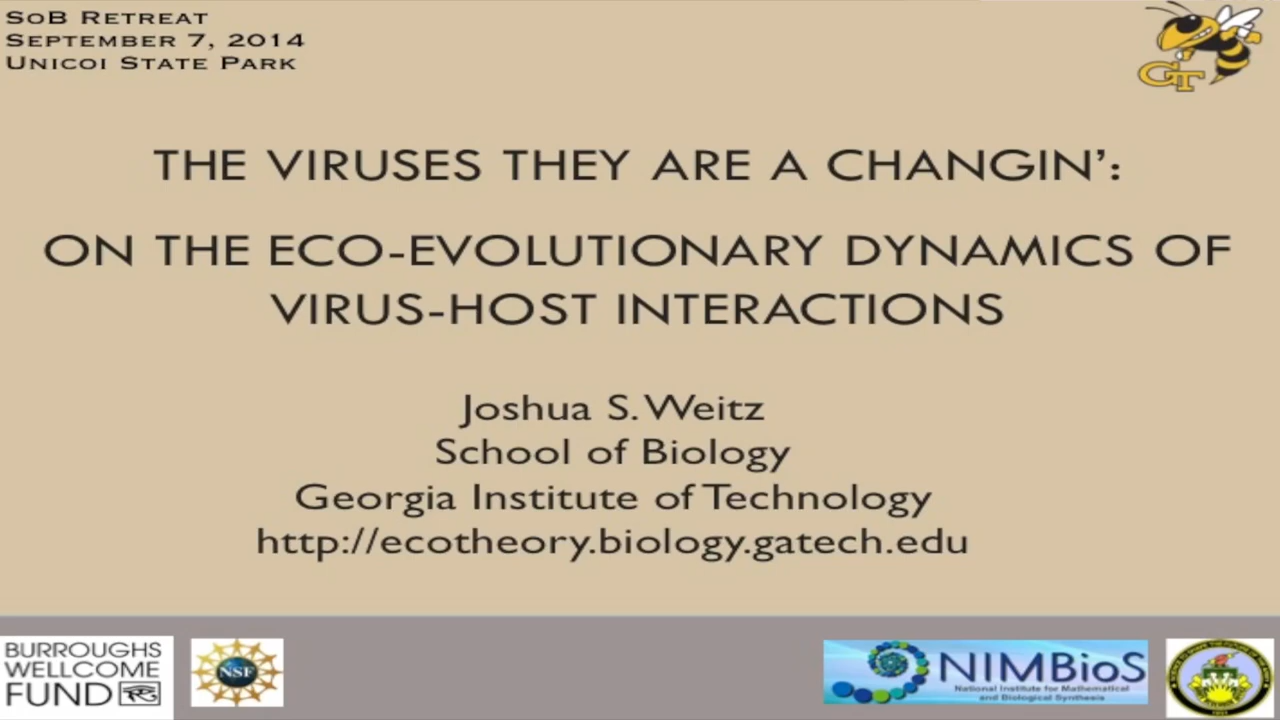 SOB RETREAT
SEPTEMBER 7, 2014
UNICOI STATE PARK
GT
THE VIRUSES THEY ARE A CHANGIN':
ON THE ECO-EVOLUTIONARY DYNAMICS OF
VIRUS-HOST INTERACTIONS
Joshua S. Weitz
School of Biology
Georgia Institute of Technology
http://ecotheory.biology.gatech.edu
BURROUGHS
WELLCOME
FUND
NSF
NIMBioS
National Institute for Mathematical
and Biological Synthesis